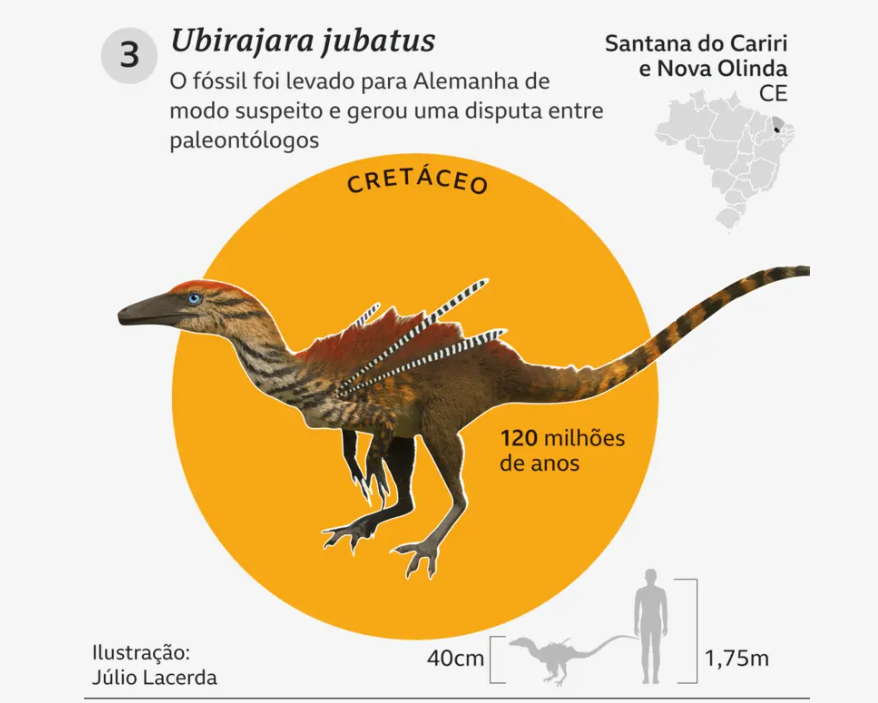 3
Ubirajara jubatus
O fóssil foi levado para Alemanha de
modo suspeito e gerou uma disputa entre
paleontólogos
Santana do Cariri
e Nova Olinda
CE
CRETÁCEO
120 milhões
de anos
Ilustração:
Júlio Lacerda
40cm
1,75m